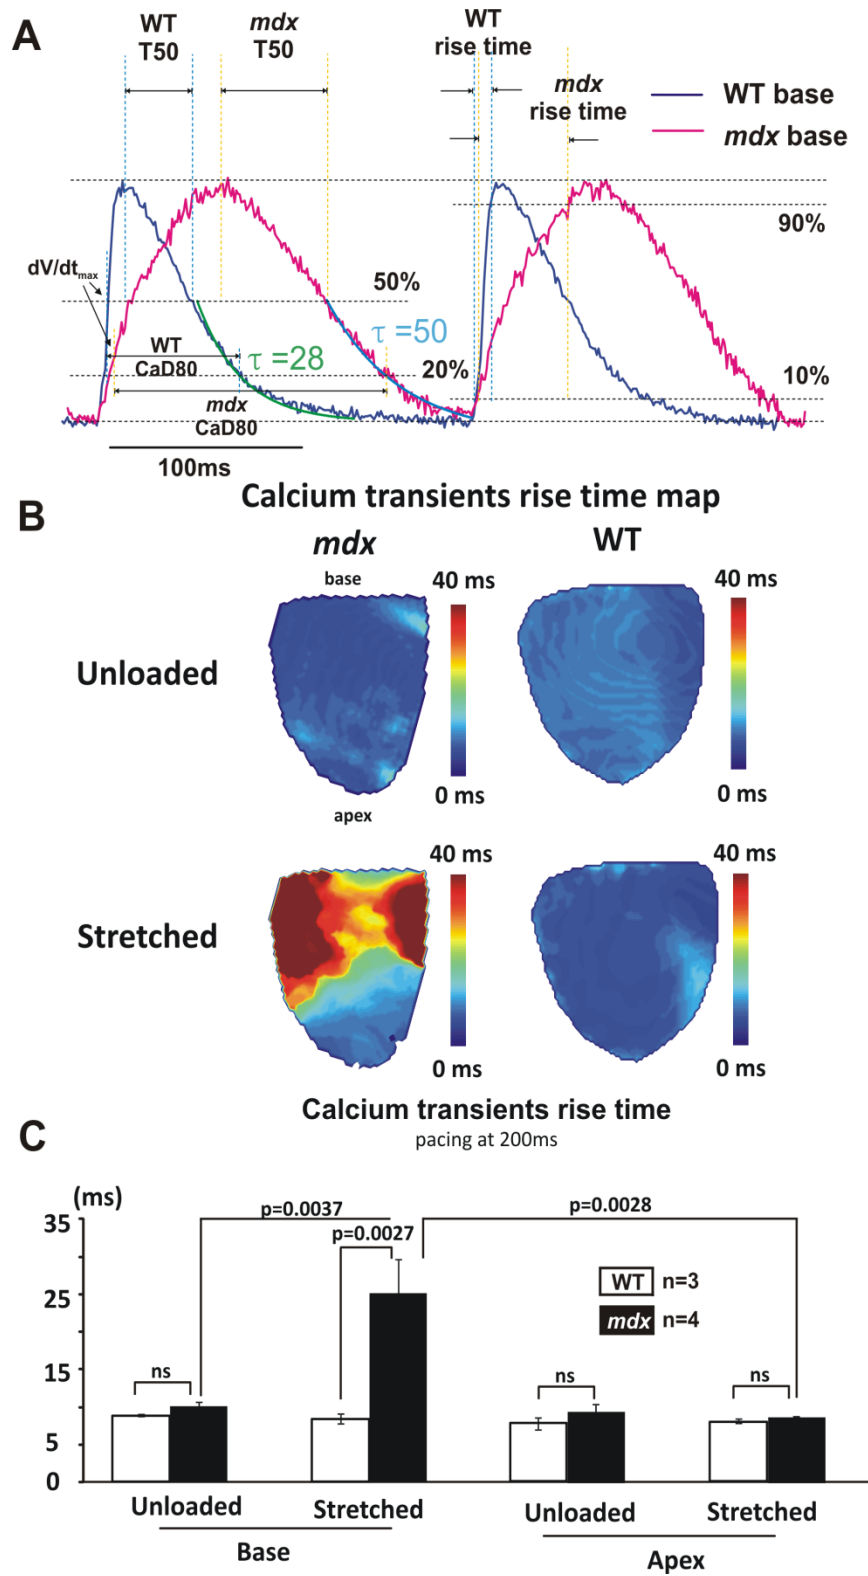 A
WT
T50
mdx
T50
WT
rise time
mdx
rise time
WT base
mdx base
90%
50%
dV/dtmax
τ =50
τ =28
WT
CaD80
20%
10%
mdx
CaD80
100ms
Calcium transients rise time map
B
mdx
WT
base
40 ms
40 ms
Unloaded
0 ms
0 ms
apex
40 ms
40 ms
Stretched
0 ms
0 ms
Calcium transients rise time
pacing at 200ms
C
(ms)
35
p=0.0037
p=0.0028
p=0.0027
WT n=3
25
mdx n=4
15
ns
ns
ns
5
0
Unloaded
Stretched
Unloaded
Stretched
Base
Apex